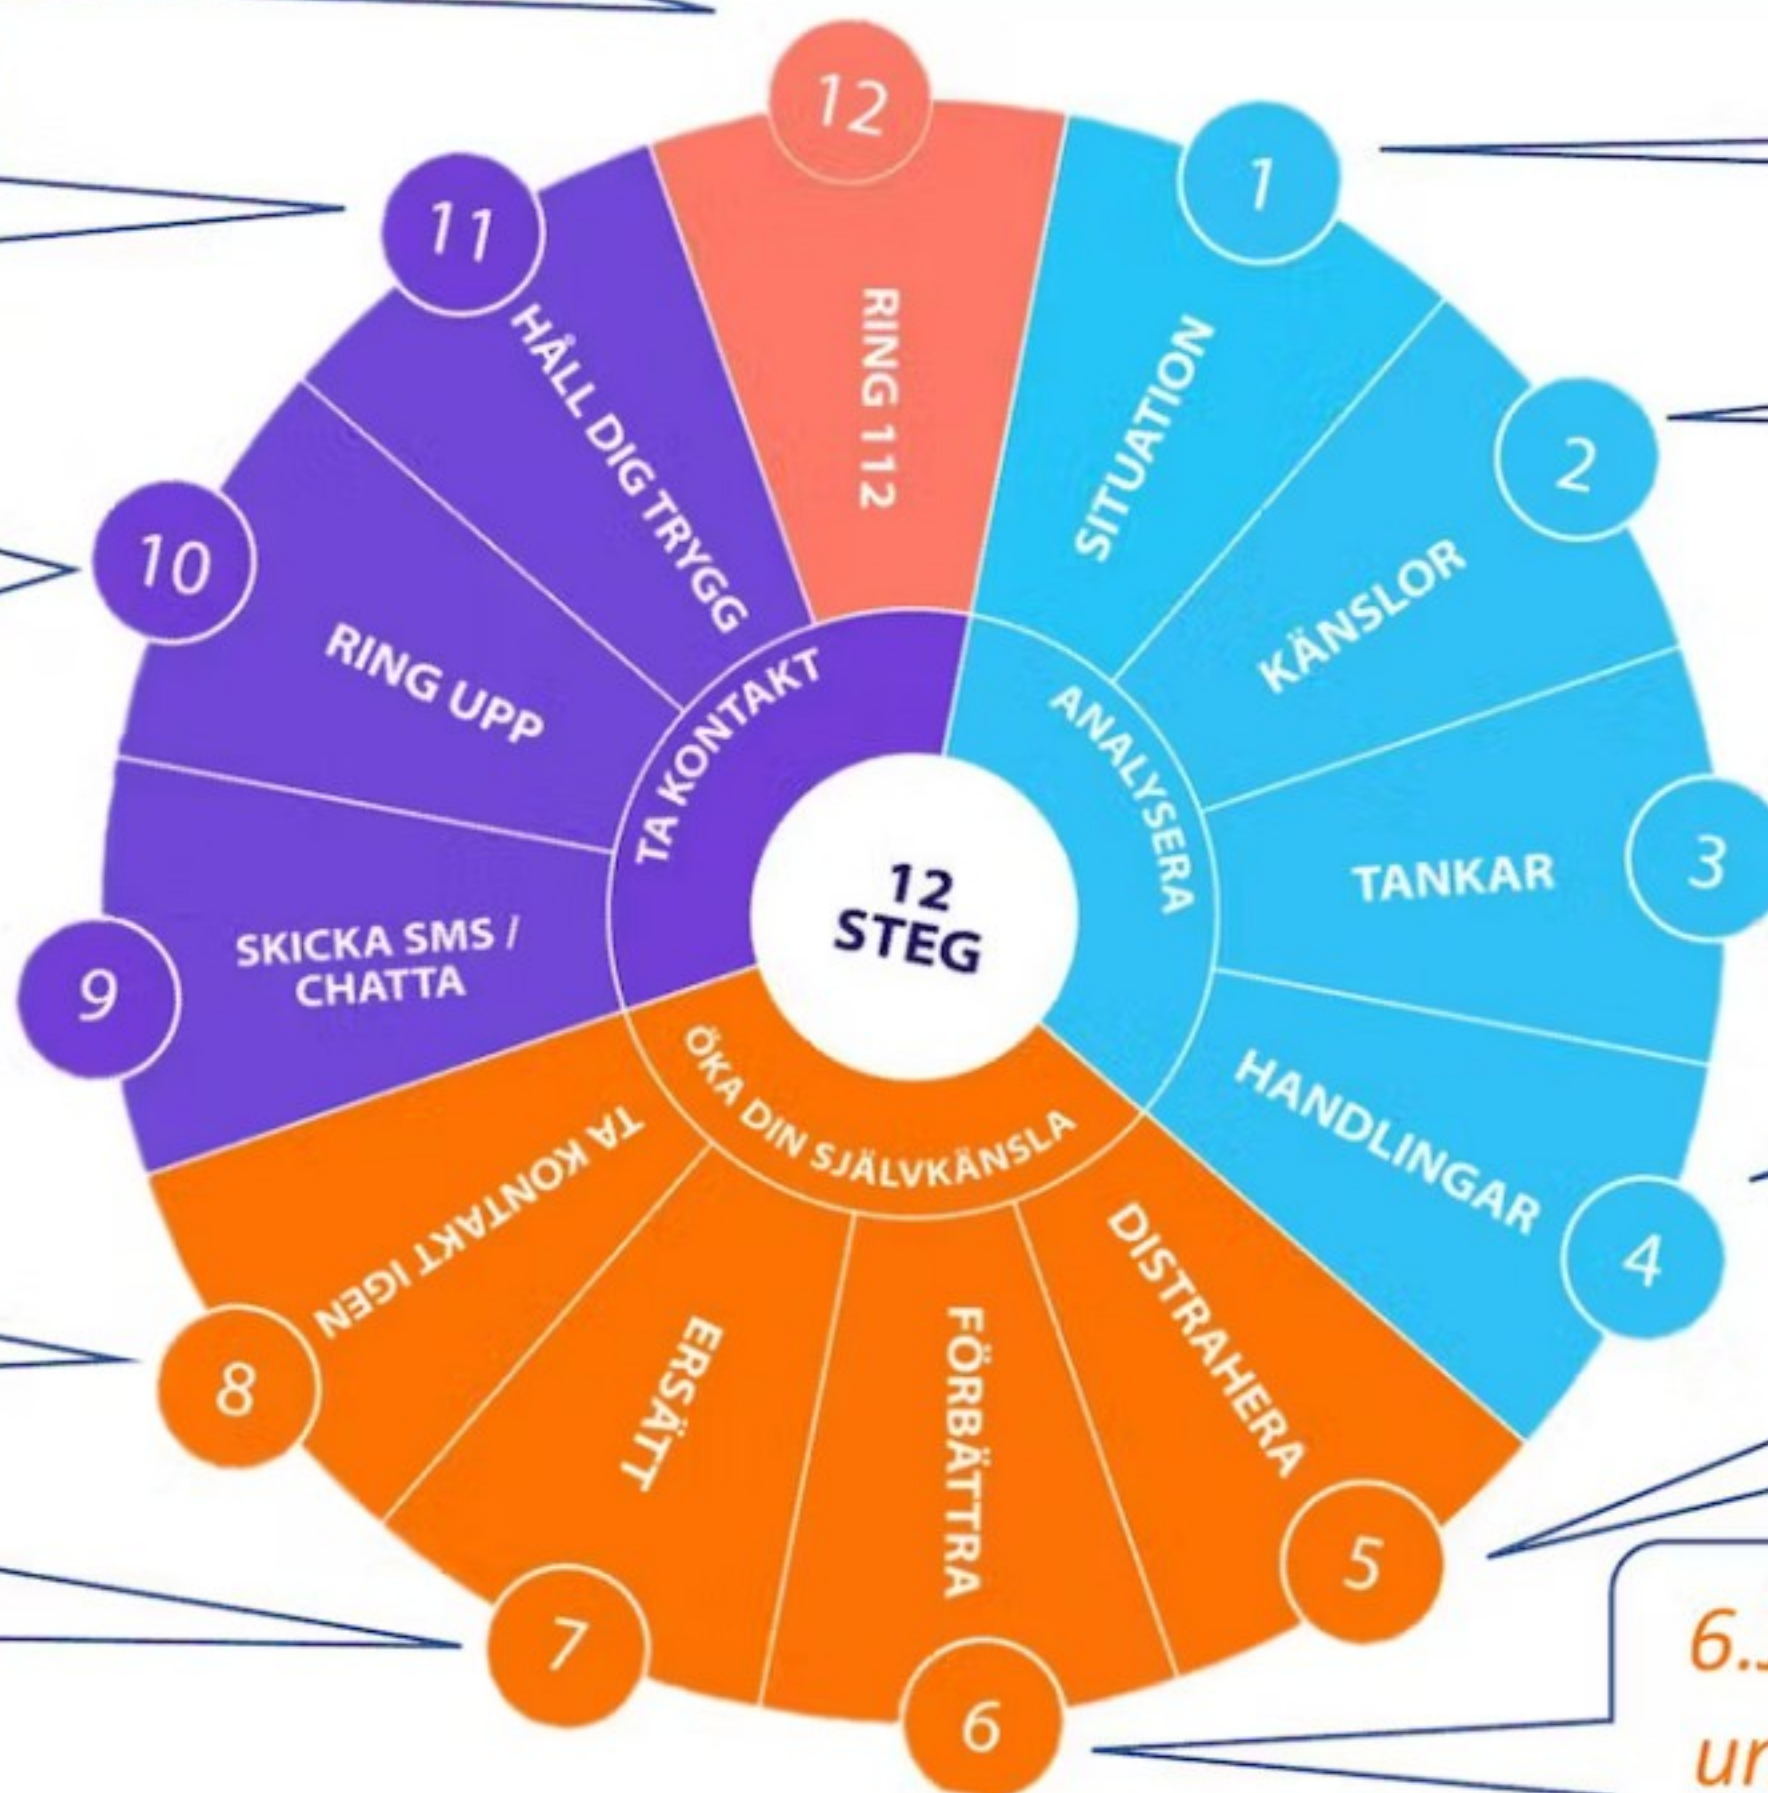 12
STEG
ANALYSERA
1
SITUATION
2
KÄNSLOR
3
TANKAR
4
HANDLINGAR
ÖKA DIN SJÄLVKÄNSLA
5
DISTRAHERA
6
FÖRBÄTTRA
7
ERSÄTT
8
TA KONTAKT IGEN
TA KONTAKT
9
SKICKA SMS /
CHATTA
10
RING UPP
11
HÅLL DIG TRYGG
12
RING 112
6.